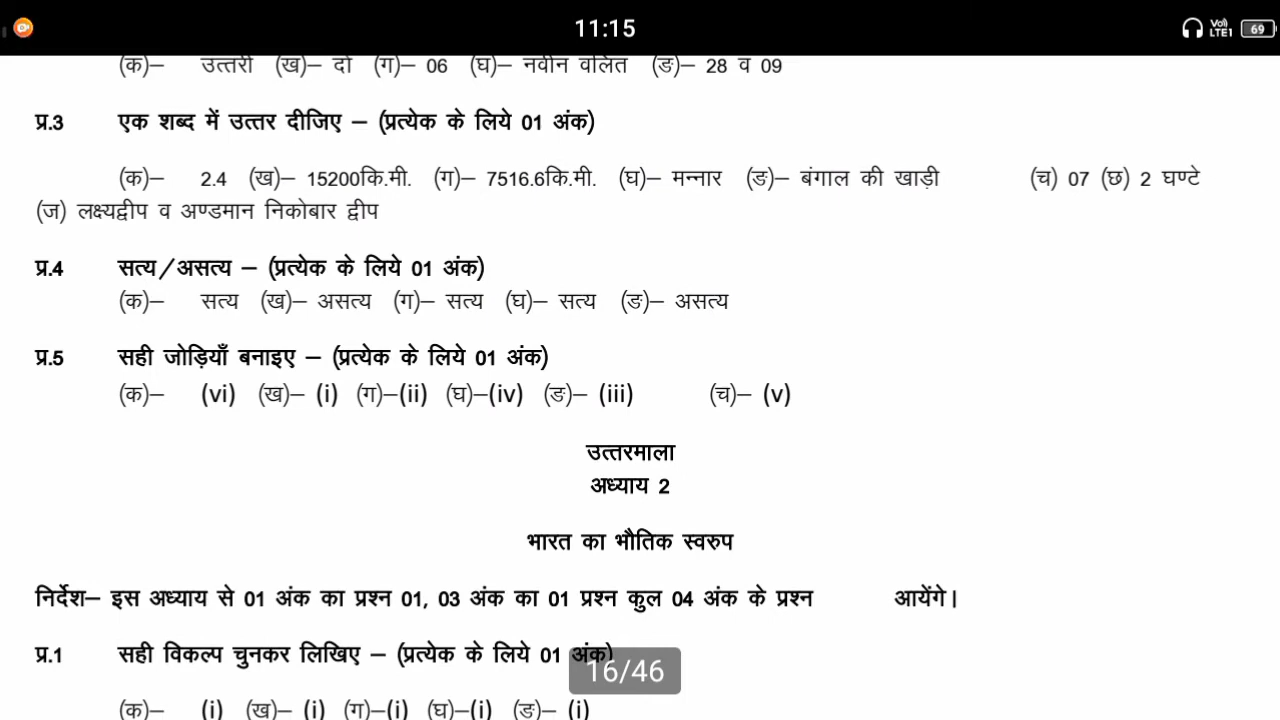 11:15
Vo) LTE1 69
(क)– उत्तरी (ख)– दो (ग)– 06 (घ)– नवीन वलित (ङ)– 28 व 09
प्र.3 एक शब्द में उत्तर दीजिए – (प्रत्येक के लिये 01 अंक)
(क)– 2.4 (ख)– 15200कि.मी. (ग)– 7516.6कि.मी. (घ)– मन्नार (ङ)– बंगाल की खाड़ी (च) 07 (छ) 2 घण्टे
(ज) लक्ष्यद्वीप व अण्डमान निकोबार द्वीप
प्र.4 सत्य/असत्य – (प्रत्येक के लिये 01 अंक)
(क)– सत्य (ख)– असत्य (ग)– सत्य (घ)– सत्य (ङ)– असत्य
प्र.5 सही जोड़ियाँ बनाइए – (प्रत्येक के लिये 01 अंक)
(क)– (vi) (ख)– (i) (ग)–(ii) (घ)–(iv) (ङ)– (iii) (च)– (v)
उत्तरमाला
अध्याय 2
भारत का भौतिक स्वरुप
निर्देश– इस अध्याय से 01 अंक का प्रश्न 01, 03 अंक का 01 प्रश्न कुल 04 अंक के प्रश्न आयेंगे।
प्र.1 सही विकल्प चुनकर लिखिए – (प्रत्येक के लिये 01 अंक)
16/46
(क)– (i) (ख)– (i) (ग)–(i) (घ)–(i) (ङ)– (i)